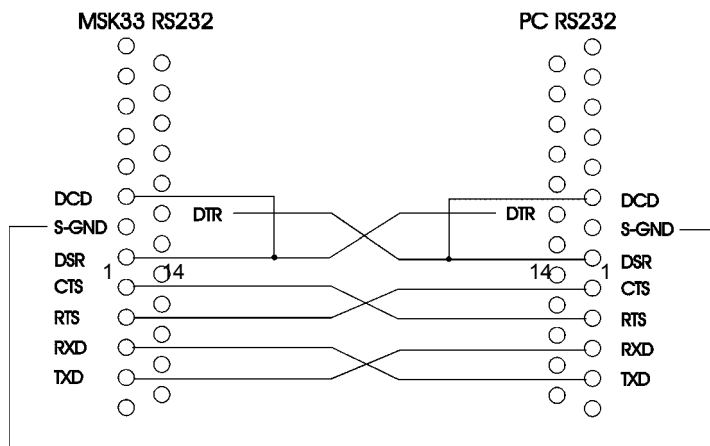 MSK33 RS232 PC RS232
DCD DCD
DTR DTR
S-GND S-GND
DSR DSR
1 14 14 1
CTS CTS
RTS RTS
RXD RXD
TXD TXD